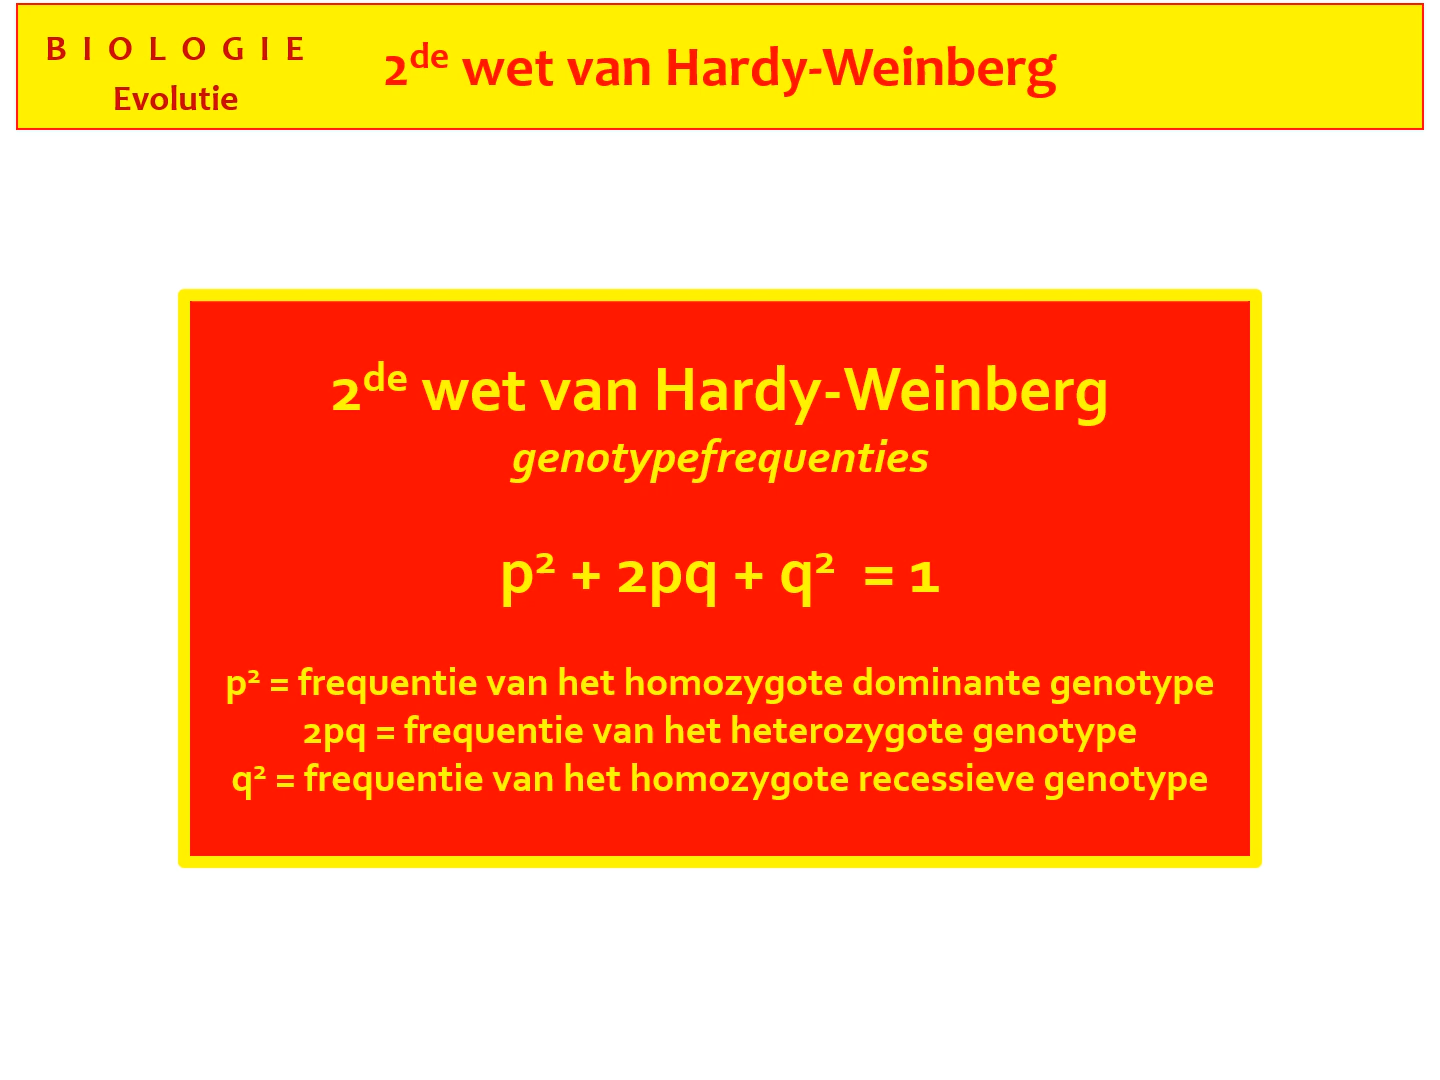 B I O L O G I E
Evolutie
2de wet van Hardy-Weinberg
2de wet van Hardy-Weinberg
genotypefrequenties
p² + 2pq + q² = 1
p² = frequentie van het homozygote dominante genotype
2pq = frequentie van het heterozygote genotype
q² = frequentie van het homozygote recessieve genotype